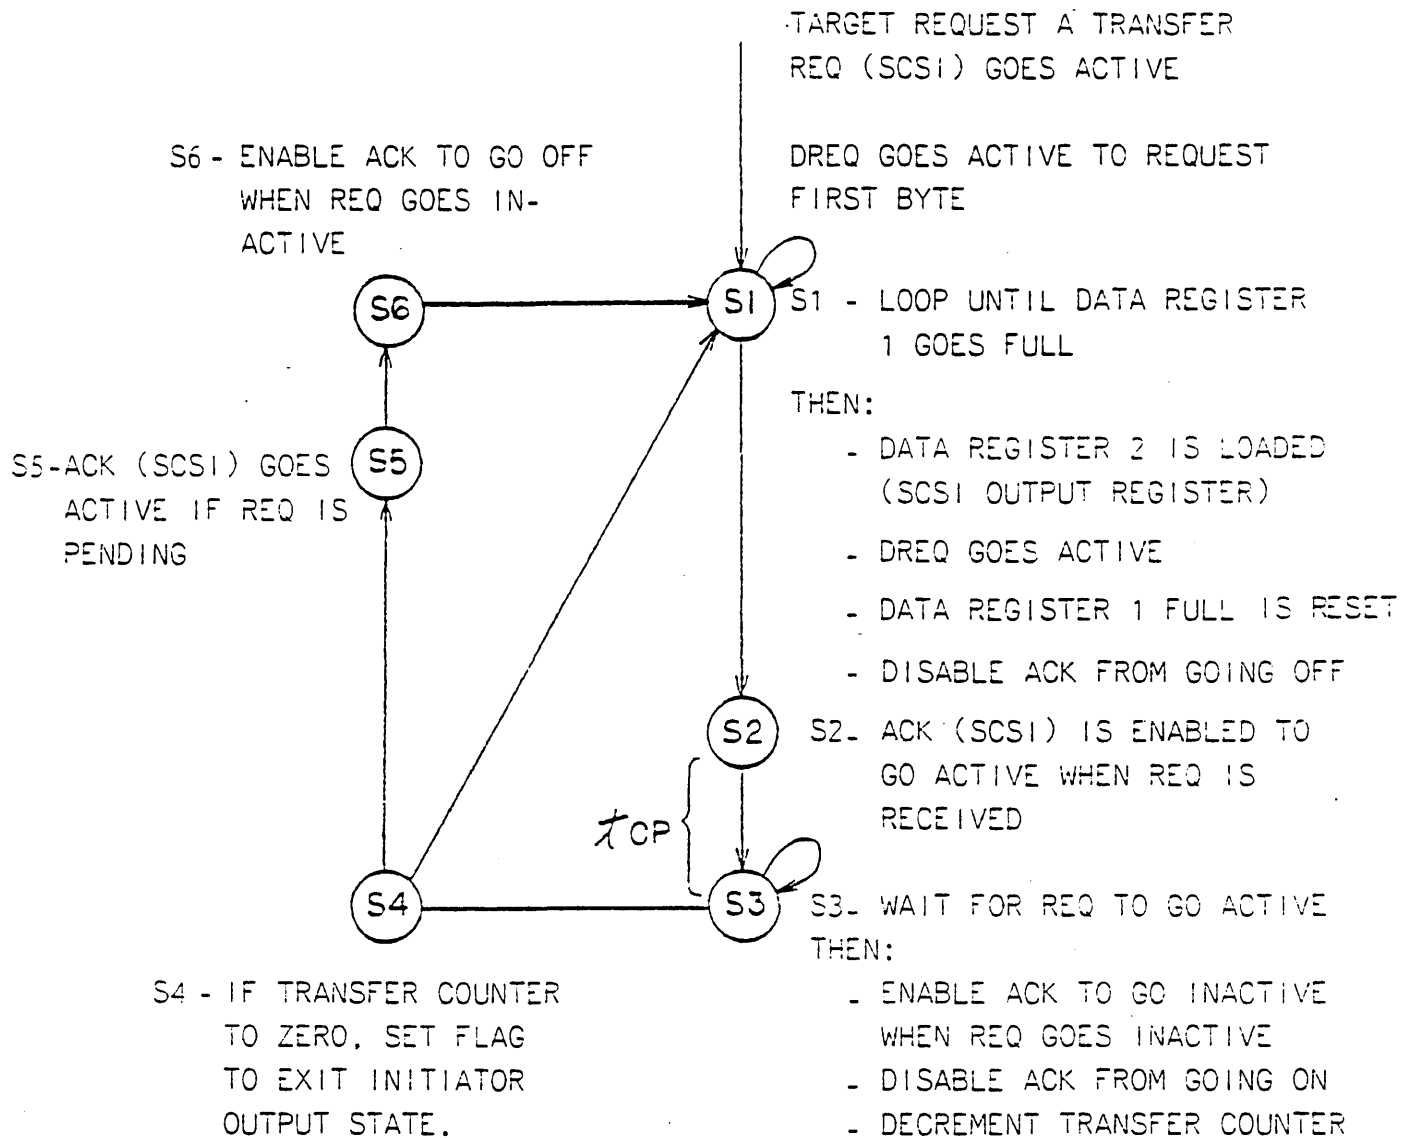 TARGET REQUEST A TRANSFER
REQ (SCSI) GOES ACTIVE
DREQ GOES ACTIVE TO REQUEST
FIRST BYTE
S6 - ENABLE ACK TO GO OFF
WHEN REQ GOES IN-
ACTIVE
S6
S1
S1 - LOOP UNTIL DATA REGISTER
1 GOES FULL
THEN:
- DATA REGISTER 2 IS LOADED
(SCSI OUTPUT REGISTER)
- DREQ GOES ACTIVE
- DATA REGISTER 1 FULL IS RESET
- DISABLE ACK FROM GOING OFF
S5-ACK (SCSI) GOES
ACTIVE IF REQ IS
PENDING
S5
S2
S2- ACK (SCSI) IS ENABLED TO
GO ACTIVE WHEN REQ IS
RECEIVED
tCP
S4
S3
S3- WAIT FOR REQ TO GO ACTIVE
THEN:
- ENABLE ACK TO GO INACTIVE
WHEN REQ GOES INACTIVE
- DISABLE ACK FROM GOING ON
- DECREMENT TRANSFER COUNTER
S4 - IF TRANSFER COUNTER
TO ZERO, SET FLAG
TO EXIT INITIATOR
OUTPUT STATE.